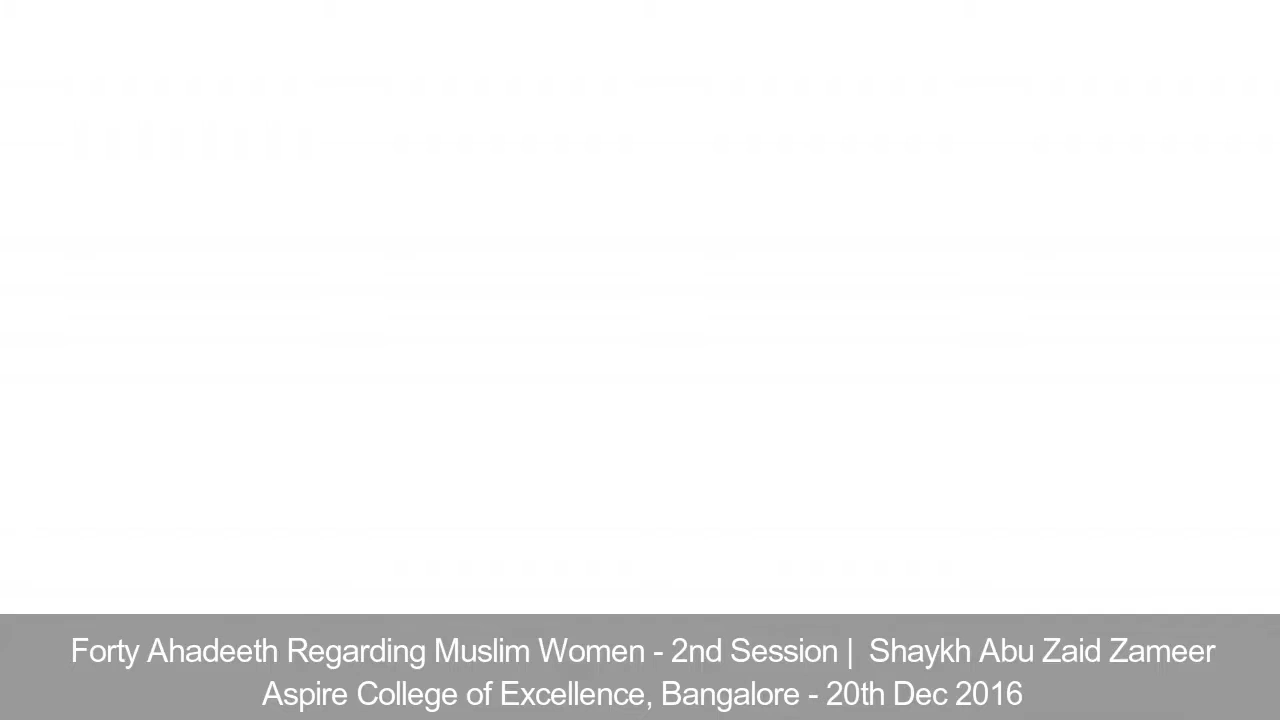 Forty Ahadeeth Regarding Muslim Women - 2nd Session | Shaykh Abu Zaid Zameer
Aspire College of Excellence, Bangalore - 20th Dec 2016